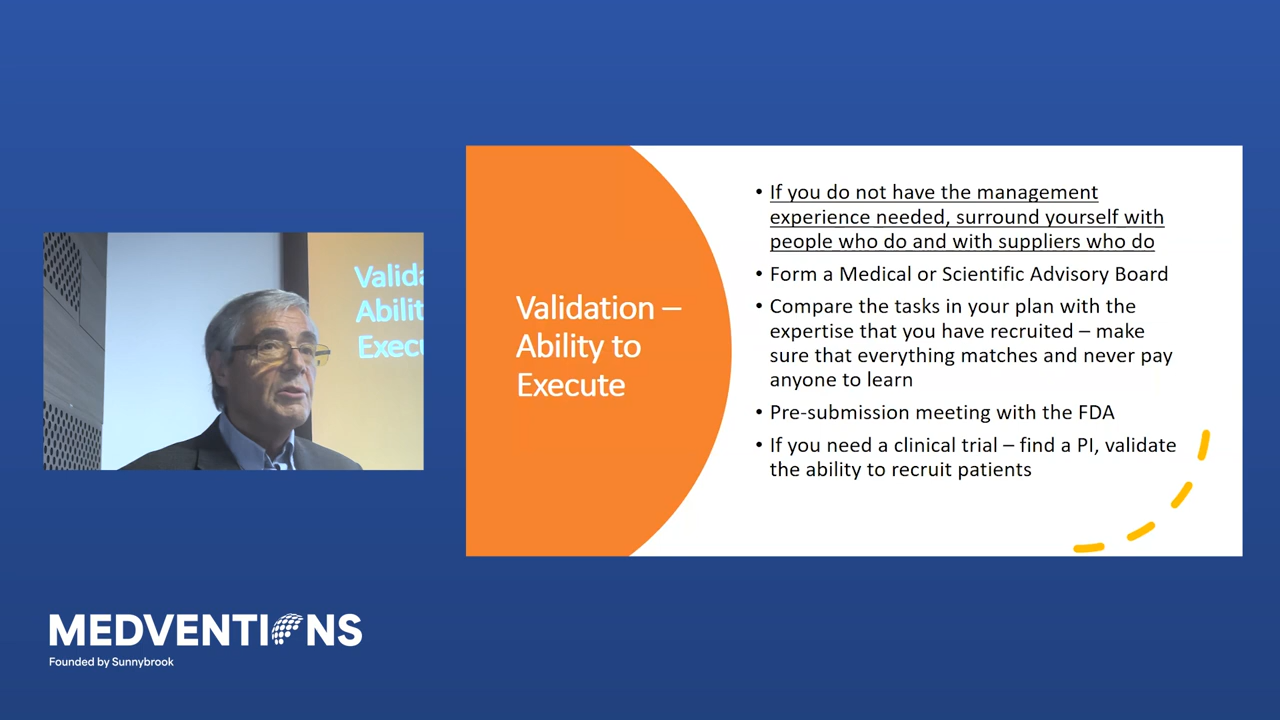 Valida
Abilit
Execu
Validation –
Ability to
Execute
• If you do not have the management
experience needed, surround yourself with
people who do and with suppliers who do
• Form a Medical or Scientific Advisory Board
• Compare the tasks in your plan with the
expertise that you have recruited – make
sure that everything matches and never pay
anyone to learn
• Pre-submission meeting with the FDA
• If you need a clinical trial – find a PI, validate
the ability to recruit patients
MEDVENTIONS
Founded by Sunnybrook